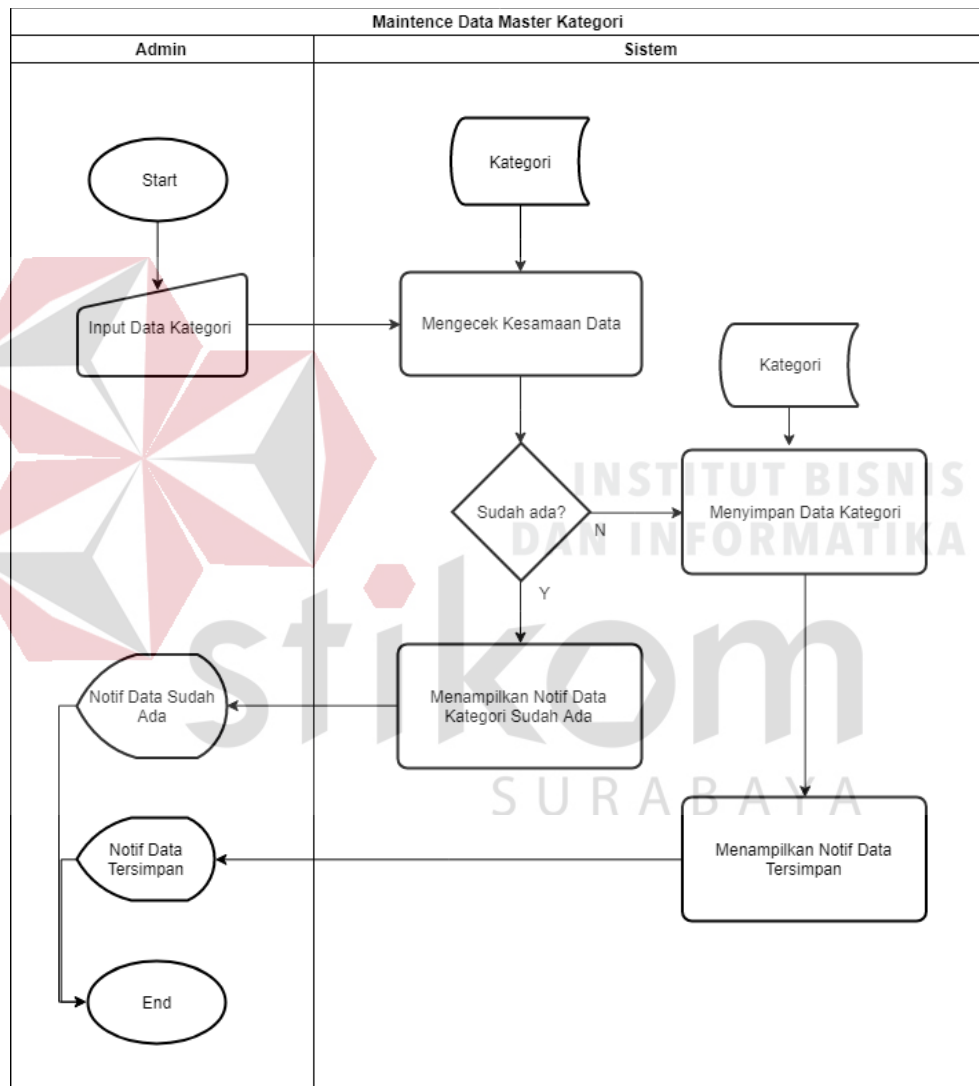 Maintence Data Master Kategori
Admin
Sistem
Kategori
Start
Input Data Kategori
Mengecek Kesamaan Data
Kategori
Sudah ada?
N
Menyimpan Data Kategori
Y
Notif Data Sudah
Ada
Menampilkan Notif Data
Kategori Sudah Ada
Notif Data
Tersimpan
Menampilkan Notif Data
Tersimpan
End
INSTITUT BISNIS
DAN INFORMATIKA
stikom
SURABAYA